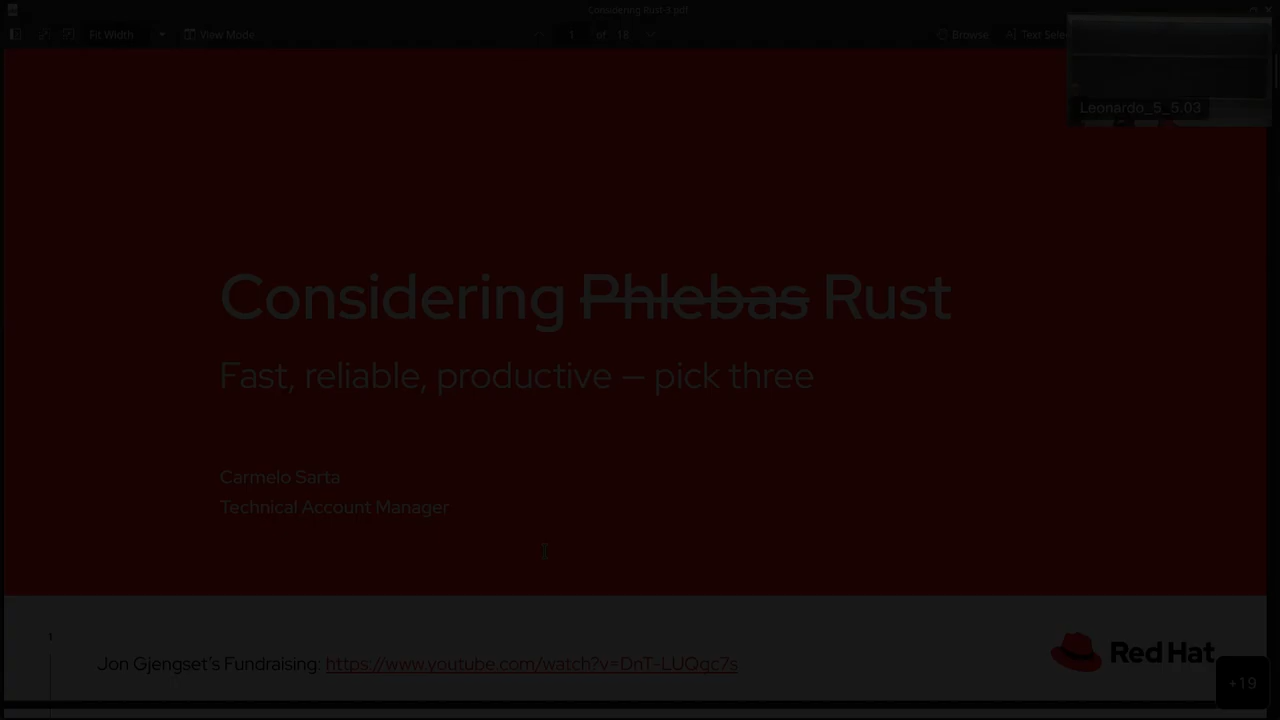 Considering Rust-3.pdf
Fit Width
View Mode
1 of 18
Browse
Text Selec
Leonardo_5_5.03
Considering Phlebas Rust
Fast, reliable, productive – pick three
Carmelo Sarta
Technical Account Manager
1
Jon Gjengset's Fundraising: https://www.youtube.com/watch?v=DnT-LUQgc7s
Red Hat
+19